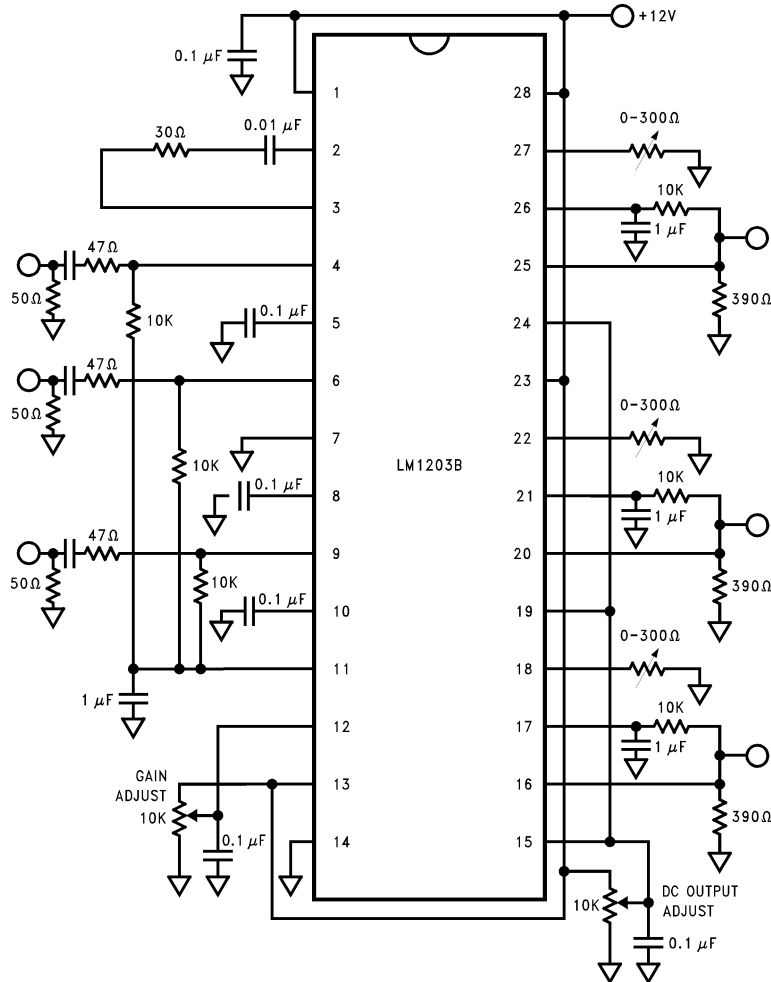 +12V
0.1 μF
1
28
0.01 μF
30Ω
2
27
0-300Ω
10K
3
26
1 μF
47Ω
4
25
50Ω
10K
390Ω
0.1 μF
5
24
47Ω
6
23
50Ω
0-300Ω
7
22
LM1203B
10K
10K
0.1 μF
8
21
1 μF
47Ω
9
20
50Ω
10K
390Ω
0.1 μF
10
19
0-300Ω
11
18
1 μF
10K
12
17
1 μF
GAIN
ADJUST
10K
13
16
390Ω
0.1 μF
14
15
DC OUTPUT
ADJUST
10K
0.1 μF